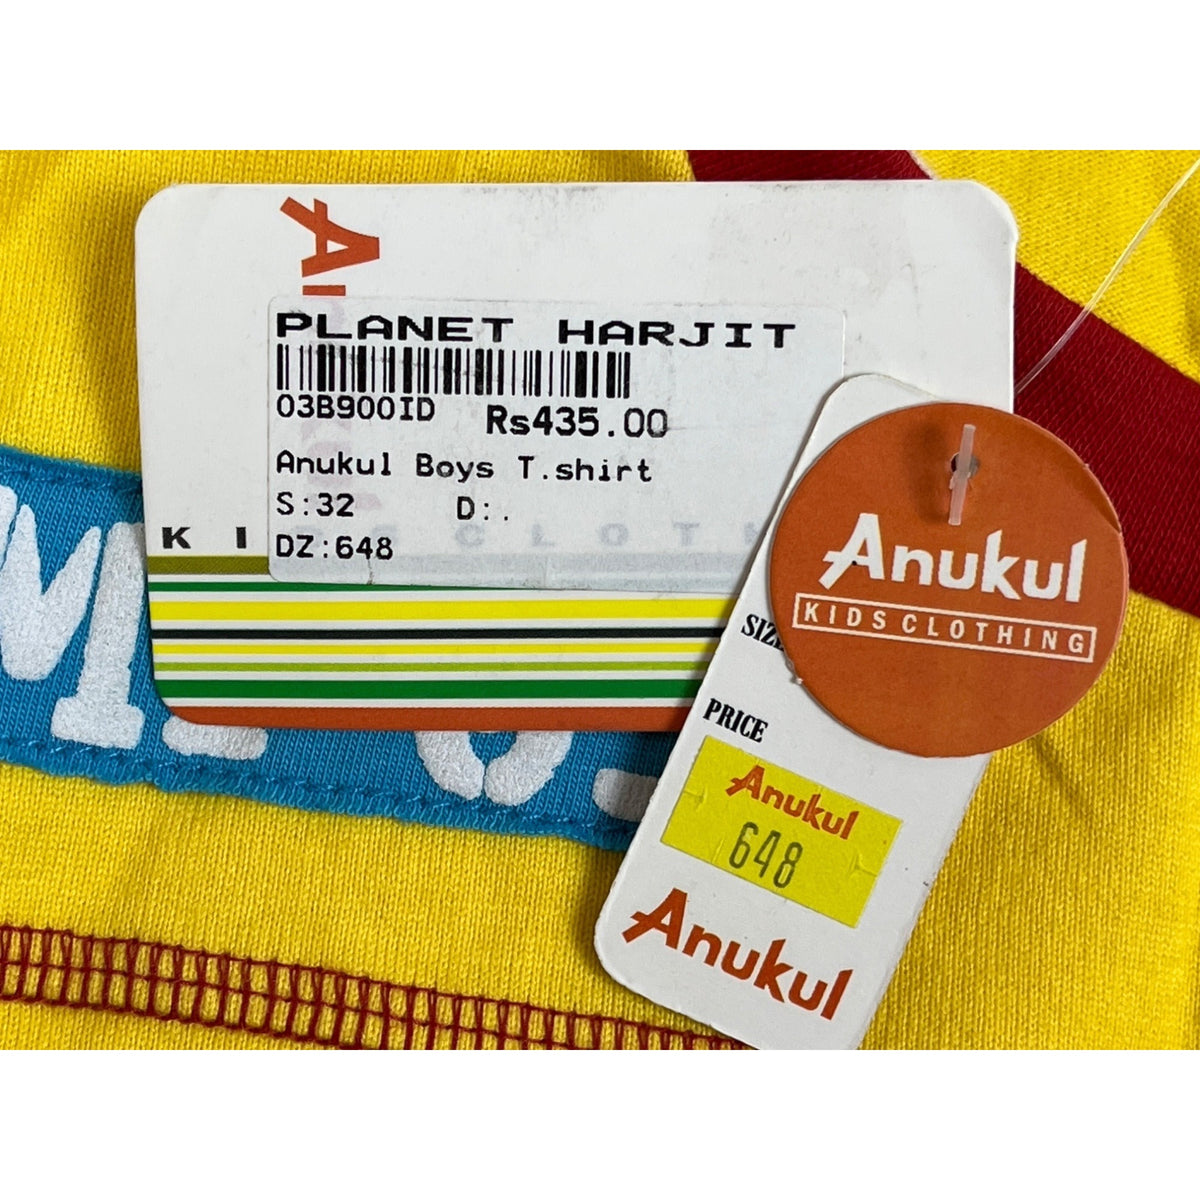 PLANET HARJIT
03B900ID Rs435.00
Anukul Boys T.shirt
S:32 D:.
DZ:648
Anukul
KIDS CLOTHING
PRICE
Anukul
648
Anukul